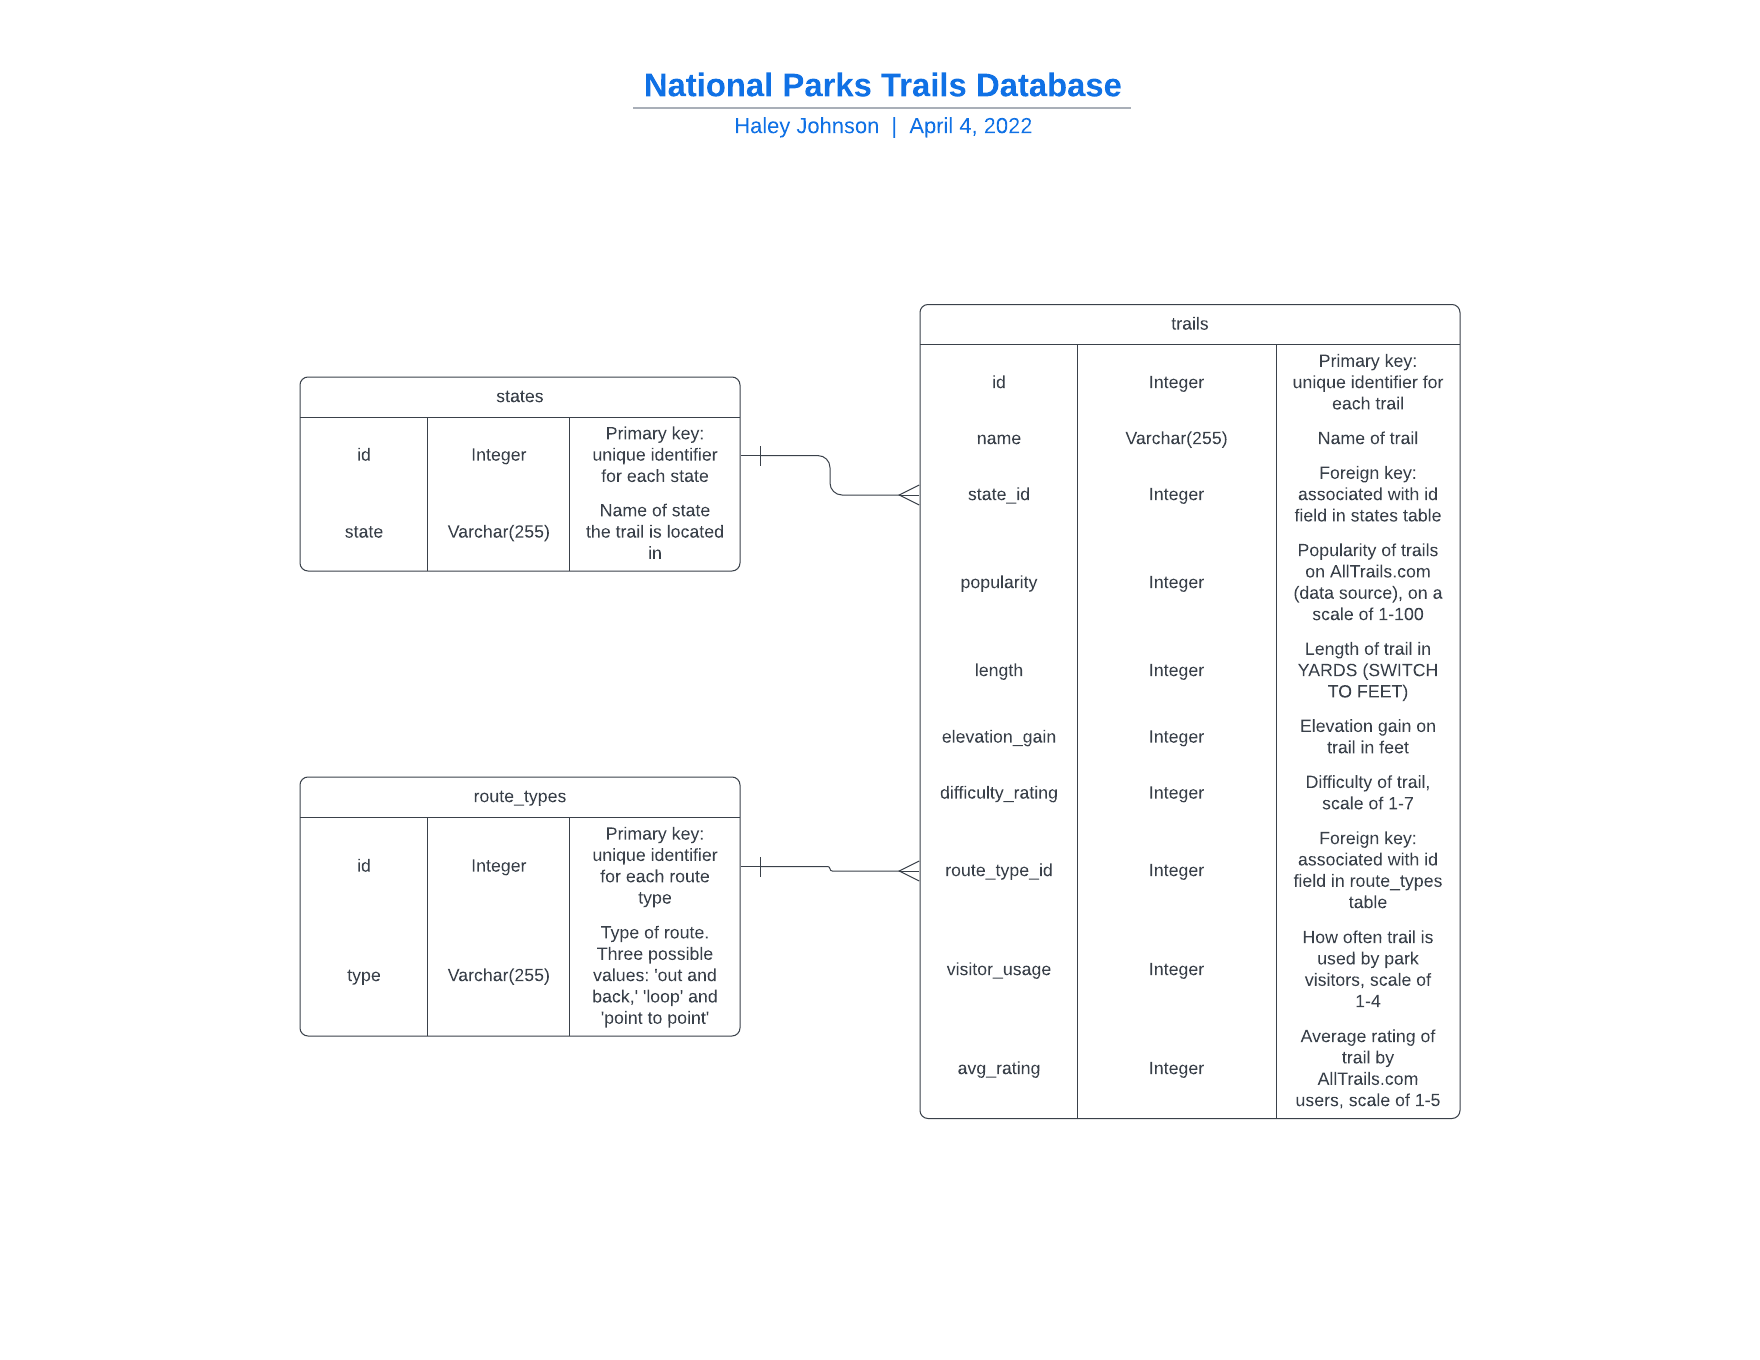 National Parks Trails Database
Haley Johnson | April 4, 2022
states
id
Integer
Primary key:
unique identifier
for each state
state
Varchar(255)
Name of state
the trail is located
in
route_types
id
Integer
Primary key:
unique identifier
for each route
type
type
Varchar(255)
Type of route.
Three possible
values: 'out and
back,' 'loop' and
'point to point'
trails
id
Integer
Primary key:
unique identifier for
each trail
name
Varchar(255)
Name of trail
state_id
Integer
Foreign key:
associated with id
field in states table
popularity
Integer
Popularity of trails
on AllTrails.com
(data source), on a
scale of 1-100
length
Integer
Length of trail in
YARDS (SWITCH
TO FEET)
elevation_gain
Integer
Elevation gain on
trail in feet
difficulty_rating
Integer
Difficulty of trail,
scale of 1-7
route_type_id
Integer
Foreign key:
associated with id
field in route_types
table
visitor_usage
Integer
How often trail is
used by park
visitors, scale of
1-4
avg_rating
Integer
Average rating of
trail by
AllTrails.com
users, scale of 1-5